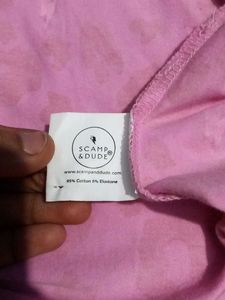 SCAMP
& DUDE®
www.scampanddude.com
95% Cotton 5% Elastane